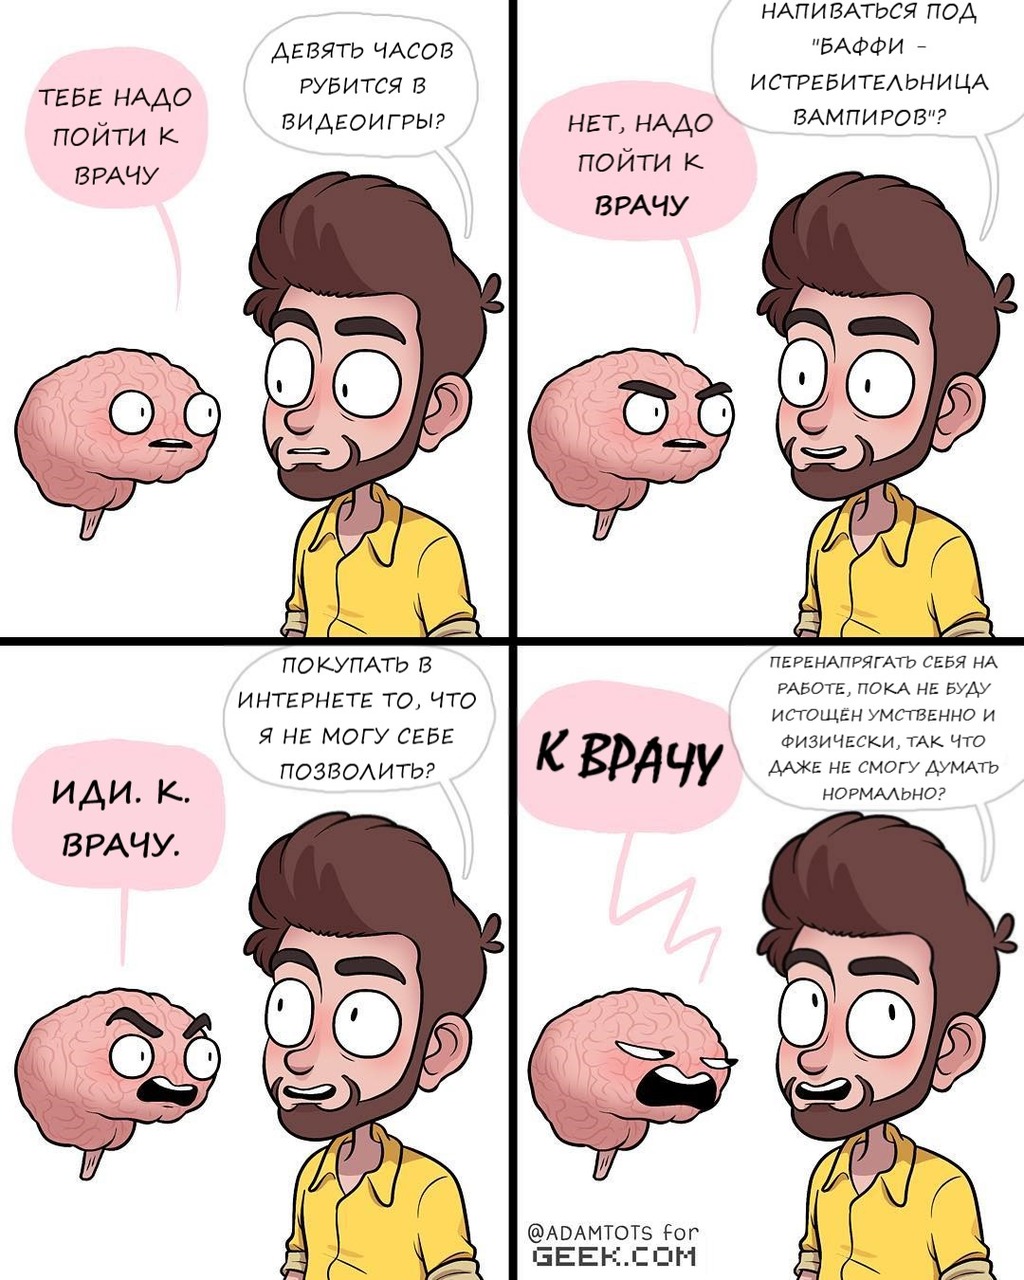 ТЕБЕ НАДО
ПОЙТИ К
ВРАЧУ
ДЕВЯТЬ ЧАСОВ
РУБИТСЯ В
ВИДЕОИГРЫ?
НЕТ, НАДО
ПОЙТИ К
ВРАЧУ
НАПИВАТЬСЯ ПОД
"БАФФИ -
ИСТРЕБИТЕЛЬНИЦА
ВАМПИРОВ"?
ИДИ. К.
ВРАЧУ.
ПОКУПАТЬ В
ИНТЕРНЕТЕ ТО, ЧТО
Я НЕ МОГУ СЕБЕ
ПОЗВОЛИТЬ?
К ВРАЧУ
ПЕРЕНАПРЯГАТЬ СЕБЯ НА
РАБОТЕ, ПОКА НЕ БУДУ
ИСТОЩЁН УМСТВЕННО И
ФИЗИЧЕСКИ, ТАК ЧТО
ДАЖЕ НЕ СМОГУ ДУМАТЬ
НОРМАЛЬНО?
@ADAMTOTS for
GEEK.COM